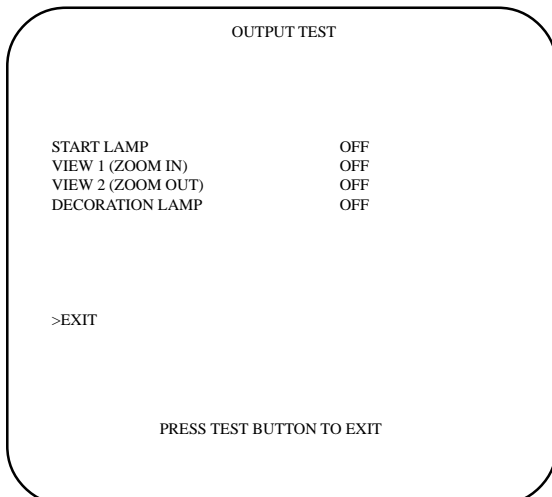 OUTPUT TEST
START LAMP OFF
VIEW 1 (ZOOM IN) OFF
VIEW 2 (ZOOM OUT) OFF
DECORATION LAMP OFF
>EXIT
PRESS TEST BUTTON TO EXIT